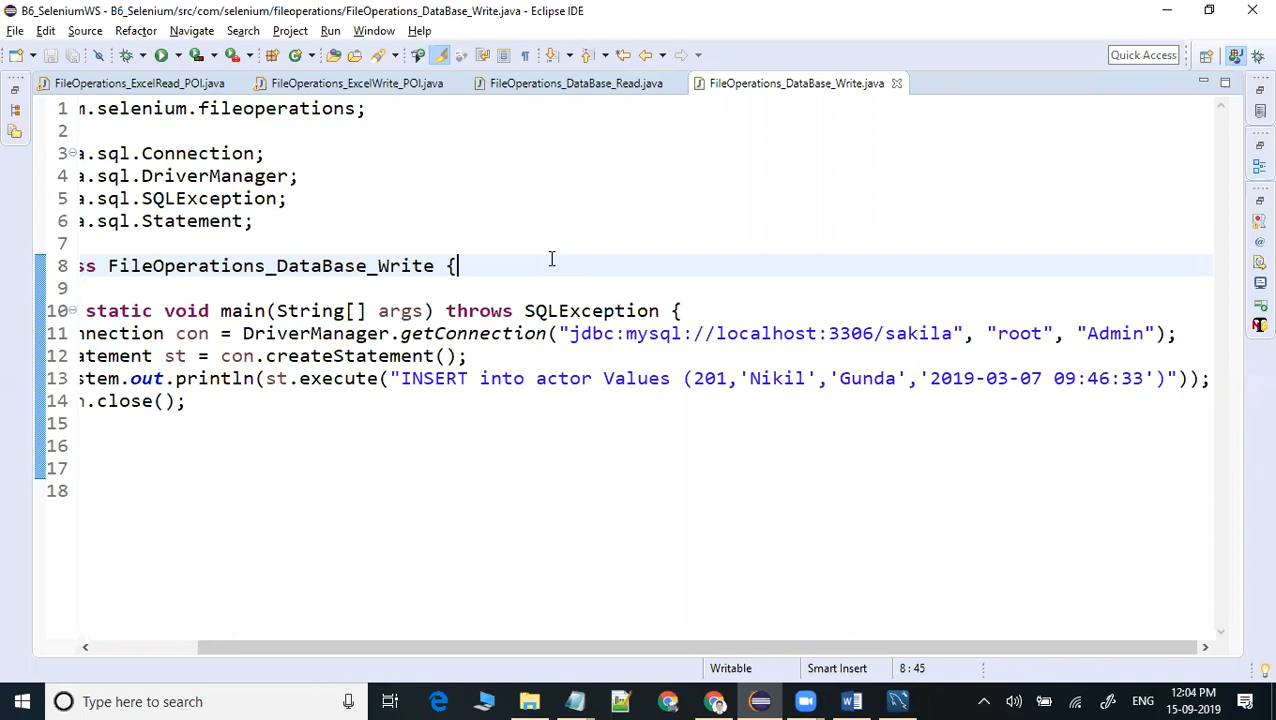 B6_SeleniumWS - B6_Selenium/src/com/selenium/fileoperations/FileOperations_DataBase_Write.java - Eclipse IDE
File Edit Source Refactor Navigate Search Project Run Window Help
Quick Access
FileOperations_ExcelRead_POI.java FileOperations_ExcelWrite_POI.java FileOperations_DataBase_Read.java FileOperations_DataBase_Write.java
1 m.selenium.fileoperations;
2
3 a.sql.Connection;
4 a.sql.DriverManager;
5 a.sql.SQLException;
6 a.sql.Statement;
7
8 ss FileOperations_DataBase_Write {
9
10 static void main(String[] args) throws SQLException {
11 nnection con = DriverManager.getConnection("jdbc:mysql://localhost:3306/sakila", "root", "Admin");
12 atement st = con.createStatement();
13 stem.out.println(st.execute("INSERT into actor Values (201,'Nikil','Gunda','2019-03-07 09:46:33')"));
14 n.close();
15
16
17
18
Writable Smart Insert 8 : 45
Type here to search ENG 12:04 PM
15-09-2019